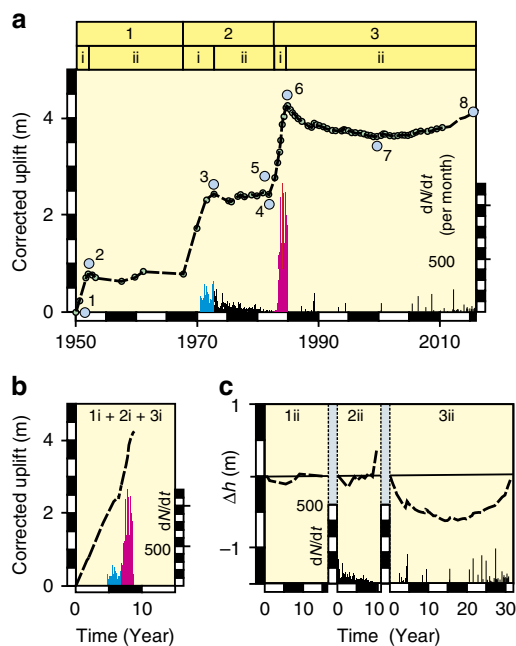 a
1 2 3
i ii i ii i ii
Corrected uplift (m)
4
2
0
1 2 3 4 5 6 7 8
dN/dt
(per month)
500
1950 1970 1990 2010
b
1i + 2i + 3i
Corrected uplift (m)
4
2
0
dN/dt
500
0 10
Time (Year)
c
1ii 2ii 3ii
Δh (m)
1
0
−1
500
dN/dt
0 10 0 10 0 10 20 30
Time (Year)